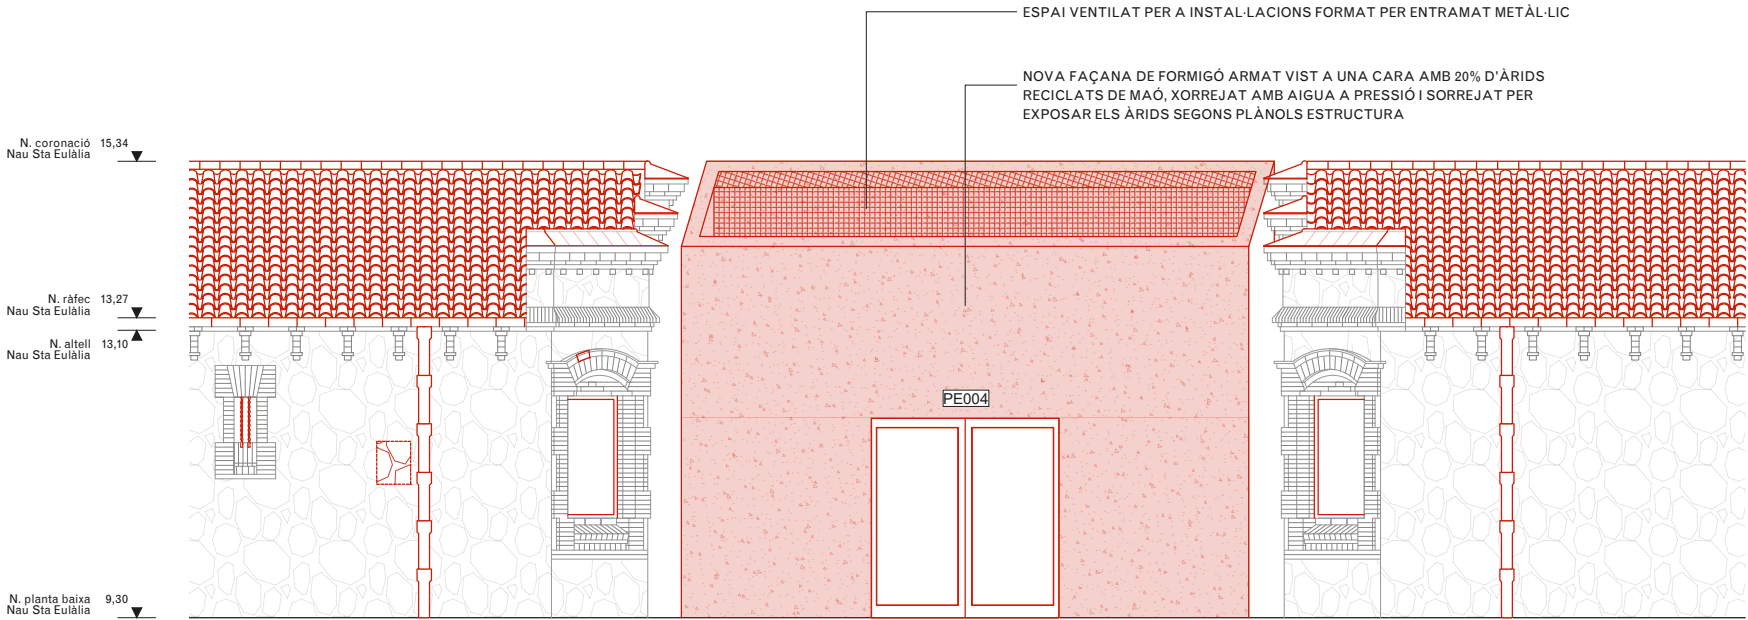 ESPAI VENTILAT PER A INSTAL·LACIONS FORMAT PER ENTRAMAT METÀL·LIC
NOVA FAÇANA DE FORMIGÓ ARMAT VIST A UNA CARA AMB 20% D'ÀRIDS
RECICLATS DE MAÓ, XORREJAT AMB AIGUA A PRESSIÓ I SORREJAT PER
EXPOSAR ELS ÀRIDS SEGONS PLÀNOLS ESTRUCTURA
N. coronació 15,34
Nau Sta Eulàlia
N. ràfec 13,27
Nau Sta Eulàlia
N. altell 13,10
Nau Sta Eulàlia
PE004
N. planta baixa 9,30
Nau Sta Eulàlia